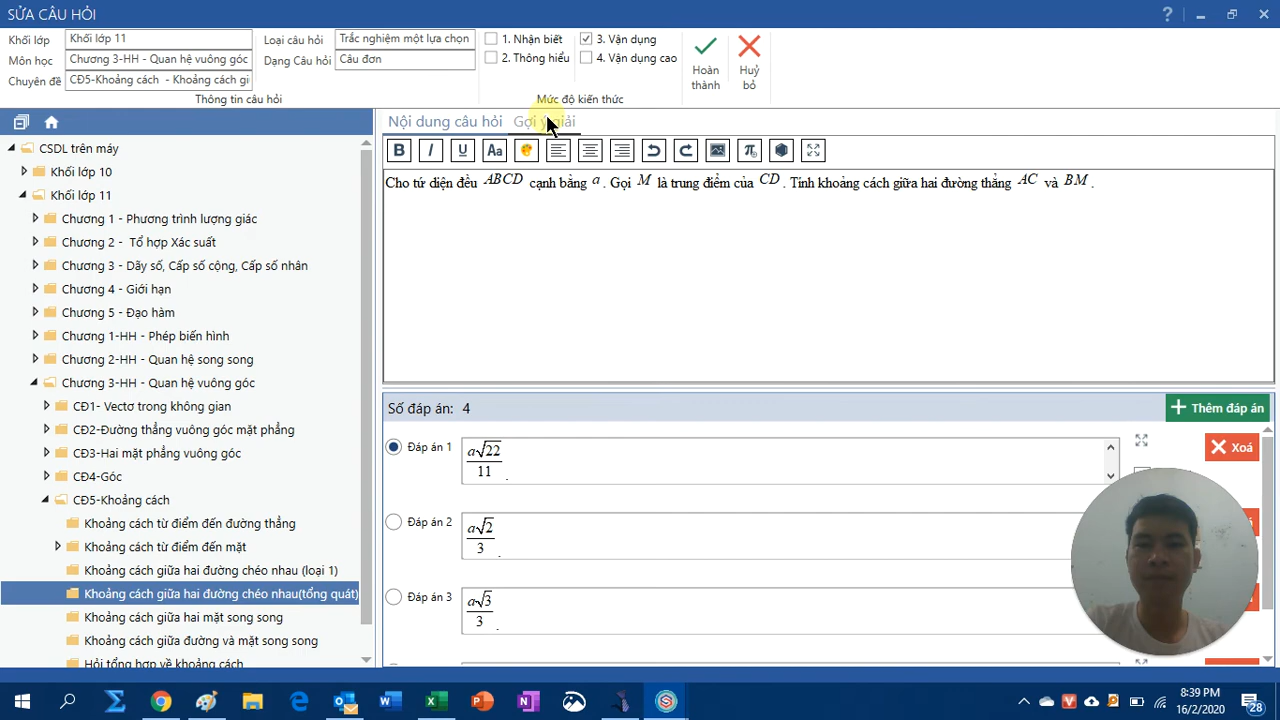 SỬA CÂU HỎI
?
Khối lớp
Khối lớp 11
Môn học
Chương 3-HH - Quan hệ vuông góc
Chuyên đề
CĐ5-Khoảng cách - Khoảng cách gi
Thông tin câu hỏi
Loại câu hỏi
Trắc nghiệm một lựa chọn
Dạng Câu hỏi
Câu đơn
1. Nhận biết
3. Vận dụng
2. Thông hiểu
4. Vận dụng cao
Mức độ kiến thức
Hoàn
thành
Huỷ
bỏ
CSDL trên máy
Khối lớp 10
Khối lớp 11
Chương 1 - Phương trình lượng giác
Chương 2 - Tổ hợp Xác suất
Chương 3 - Dãy số, Cấp số cộng, Cấp số nhân
Chương 4 - Giới hạn
Chương 5 - Đạo hàm
Chương 1-HH - Phép biến hình
Chương 2-HH - Quan hệ song song
Chương 3-HH - Quan hệ vuông góc
CĐ1- Vectơ trong không gian
CĐ2-Đường thẳng vuông góc mặt phẳng
CĐ3-Hai mặt phẳng vuông góc
CĐ4-Góc
CĐ5-Khoảng cách
Khoảng cách từ điểm đến đường thẳng
Khoảng cách từ điểm đến mặt
Khoảng cách giữa hai đường chéo nhau (loại 1)
Khoảng cách giữa hai đường chéo nhau(tổng quát)
Khoảng cách giữa hai mặt song song
Khoảng cách giữa đường và mặt song song
Hỏi tổng hợp về khoảng cách
Nội dung câu hỏi
Gợi ý giải
B I U Aa
Cho tứ diện đều ABCD cạnh bằng a . Gọi M là trung điểm của CD . Tính khoảng cách giữa hai đường thẳng AC và BM .
Số đáp án: 4
Thêm đáp án
Đáp án 1
a√22
11 .
Xoá
Đáp án 2
a√2
3 .
Đáp án 3
a√3
3 .
8:39 PM
16/2/2020
28